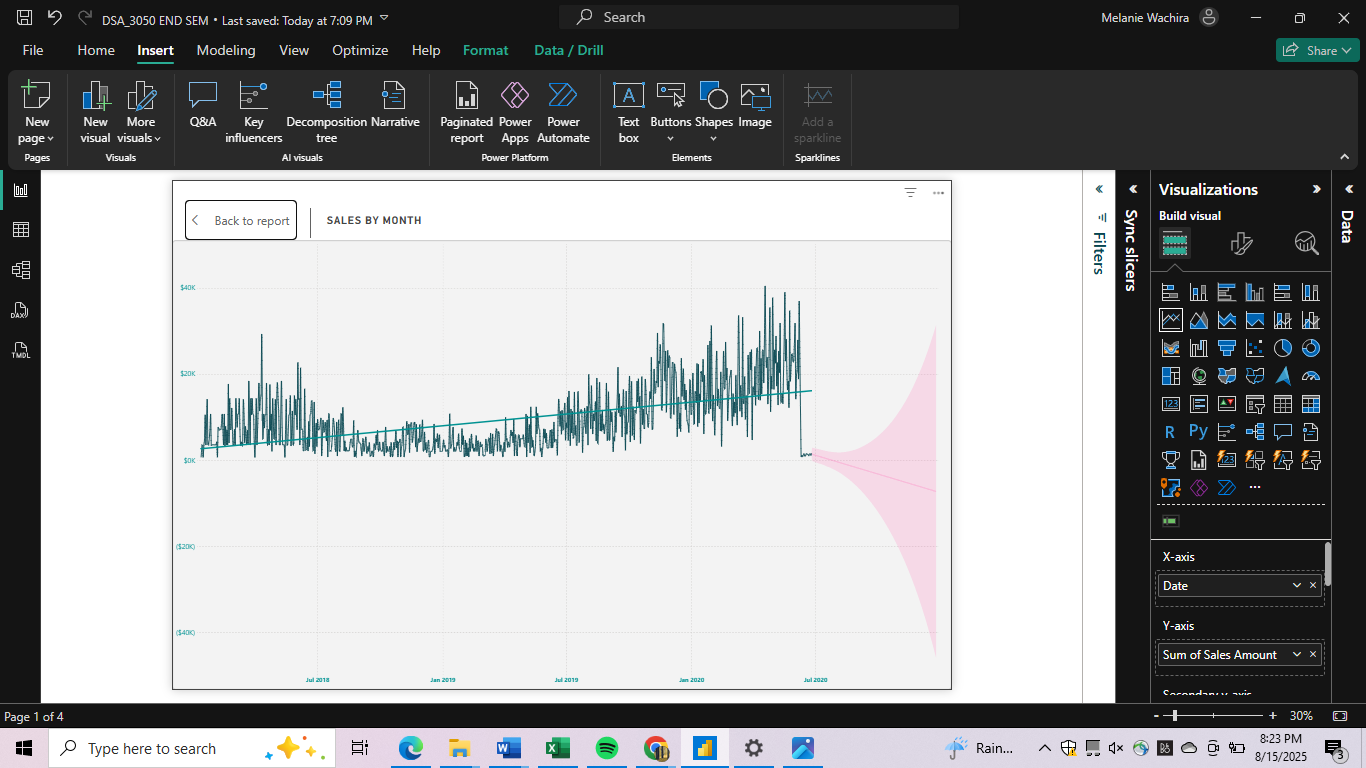 DSA_3050 END SEM • Last saved: Today at 7:09 PM
Search
Melanie Wachira
File
Home
Insert
Modeling
View
Optimize
Help
Format
Data / Drill
Share
New page
New visual
More visuals
Q&A
Key influencers
Decomposition tree
Narrative
Paginated report
Power Apps
Power Automate
Text box
Buttons
Shapes
Image
Add a sparkline
Pages
Visuals
AI visuals
Power Platform
Elements
Sparklines
DAX
TMDL
Back to report
SALES BY MONTH
$40K
$20K
$0K
($20K)
($40K)
Jul 2018
Jan 2019
Jul 2019
Jan 2020
Jul 2020
Filters
Sync slicers
Visualizations
Build visual
123
R
Py
123
X-axis
Date
Y-axis
Sum of Sales Amount
Secondary y-axis
Data
Page 1 of 4
- + 30%
Type here to search
Rain...
8:23 PM
8/15/2025
3